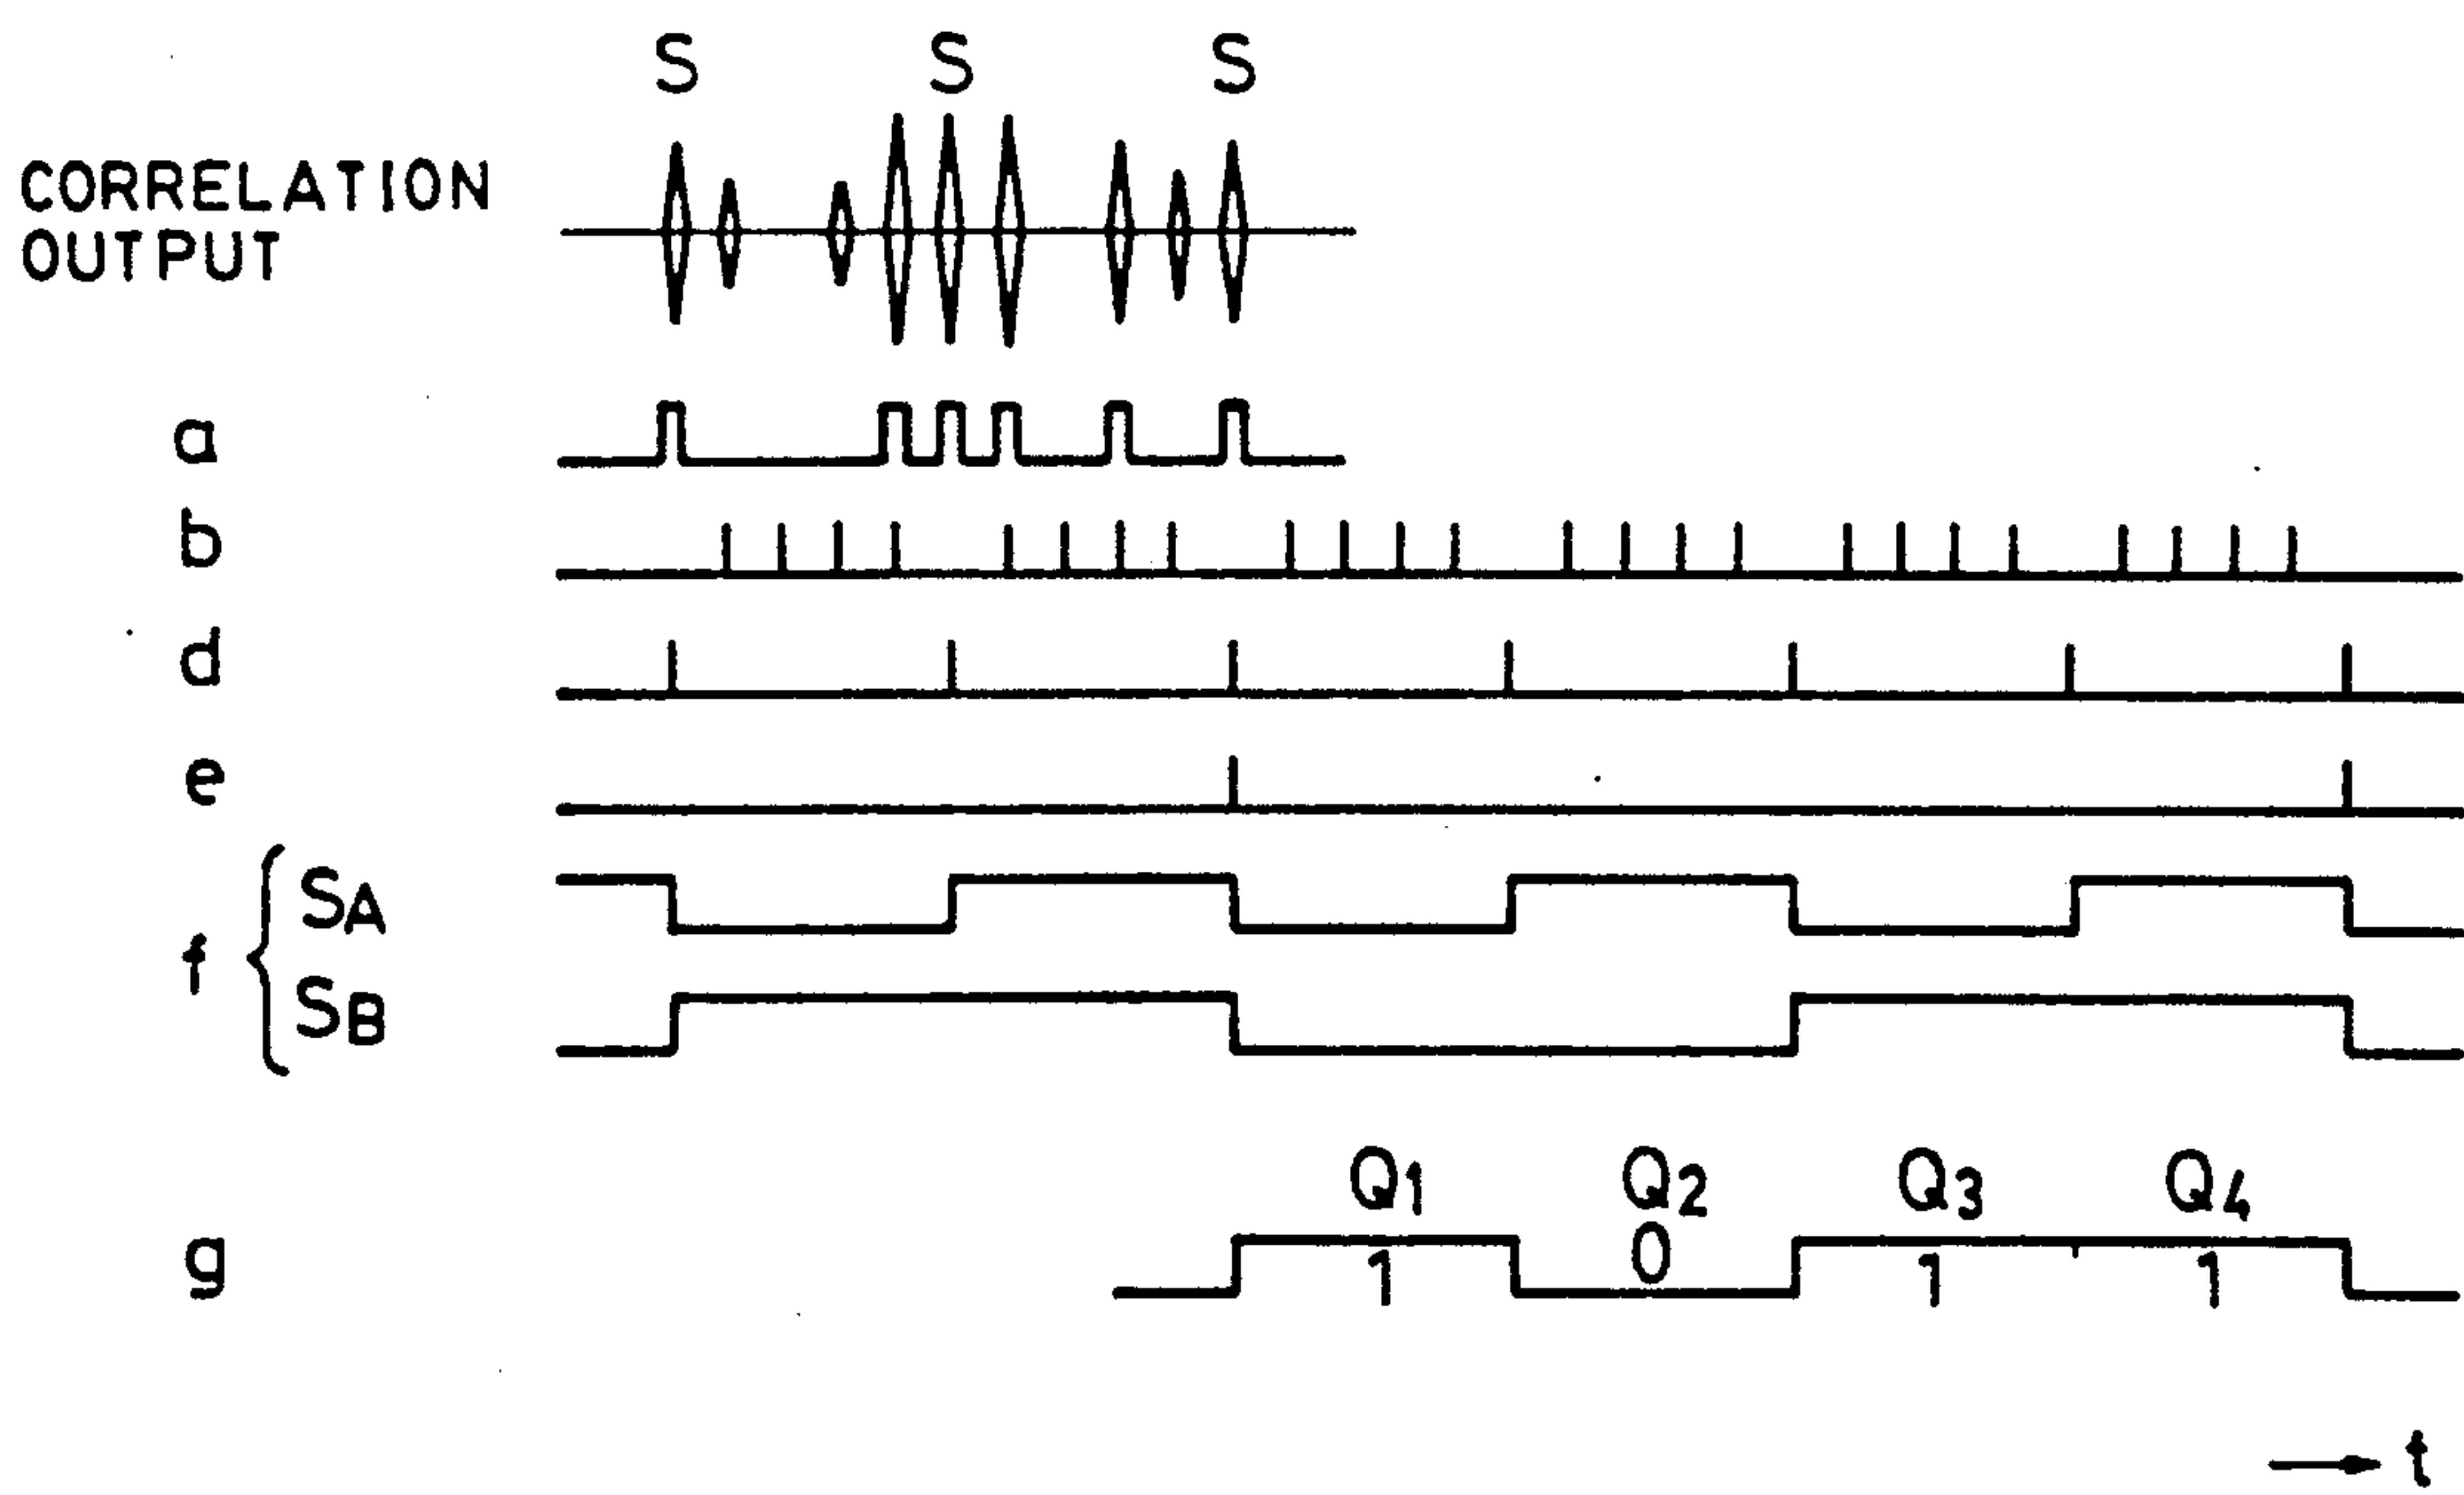 S S S
CORRELATION
OUTPUT
a
b
d
e
f
SA
SB
Q1 Q2 Q3 Q4
g
1 0 1 1
t